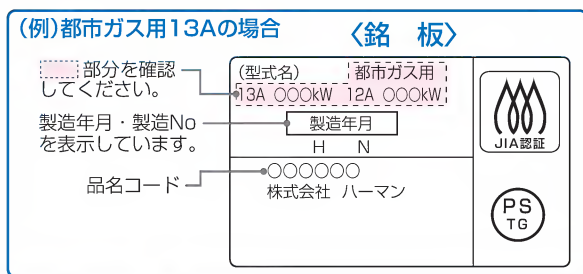 (例)都市ガス用13Aの場合
〈銘 板〉
部分を確認
してください。
製造年月・製造No
を表示しています。
品名コード
(型式名) 都市ガス用
13A ○○○kW 12A ○○○kW
製造年月
H N
○○○○○○
株式会社 ハーマン
JIA認証
PS
TG